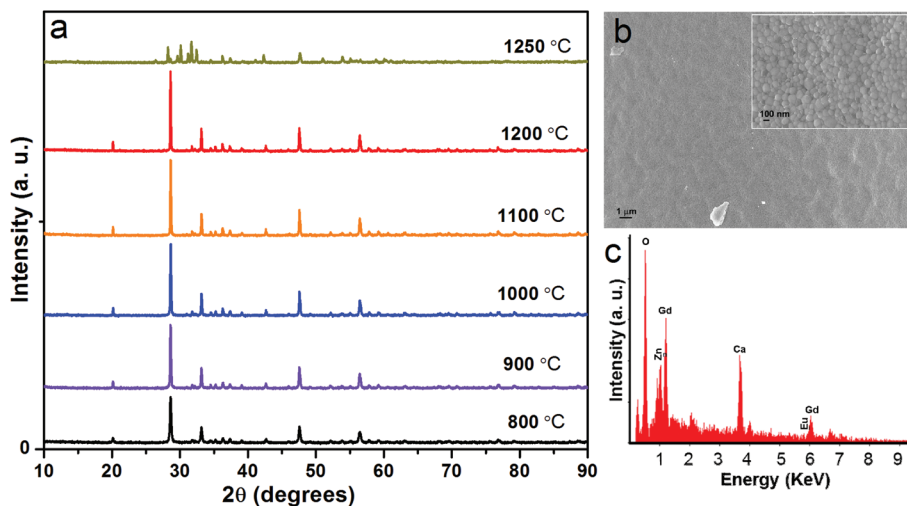 a
1250 °C
1200 °C
1100 °C
1000 °C
900 °C
800 °C
Intensity (a. u.)
0
10 20 30 40 50 60 70 80 90
2θ (degrees)
b
100 nm
1 μm
c
O
Gd
Zn
Ca
Eu
Gd
Intensity (a. u.)
1 2 3 4 5 6 7 8 9
Energy (KeV)